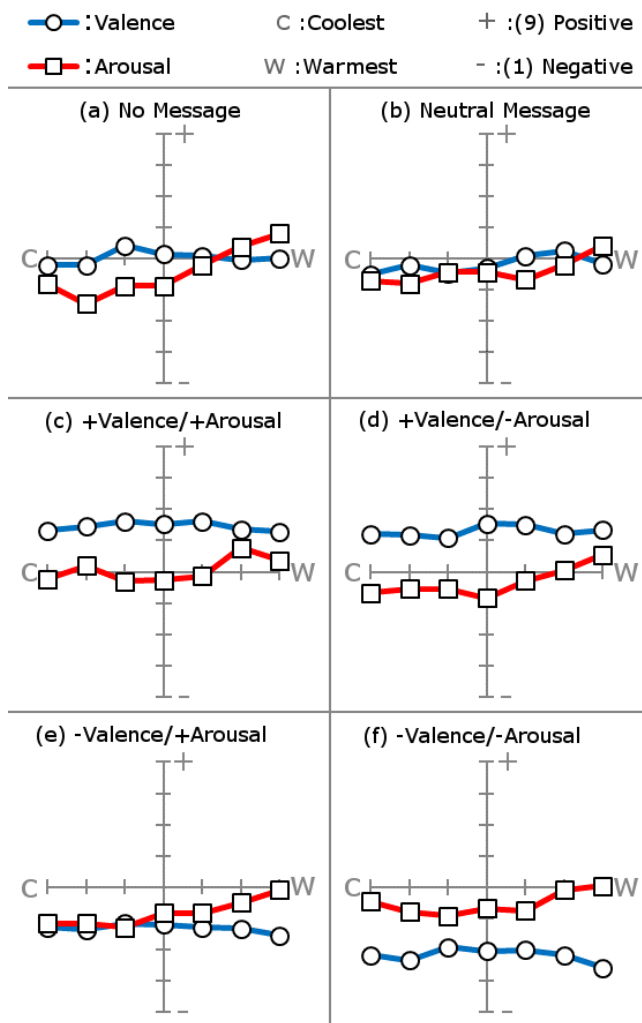 : Valence C :Coolest + :(9) Positive
: Arousal W :Warmest - :(1) Negative
(a) No Message (b) Neutral Message
+ +
C W C W
- -
(c) +Valence/+Arousal (d) +Valence/-Arousal
+ +
C W C W
- -
(e) -Valence/+Arousal (f) -Valence/-Arousal
+ +
C W C W
- -